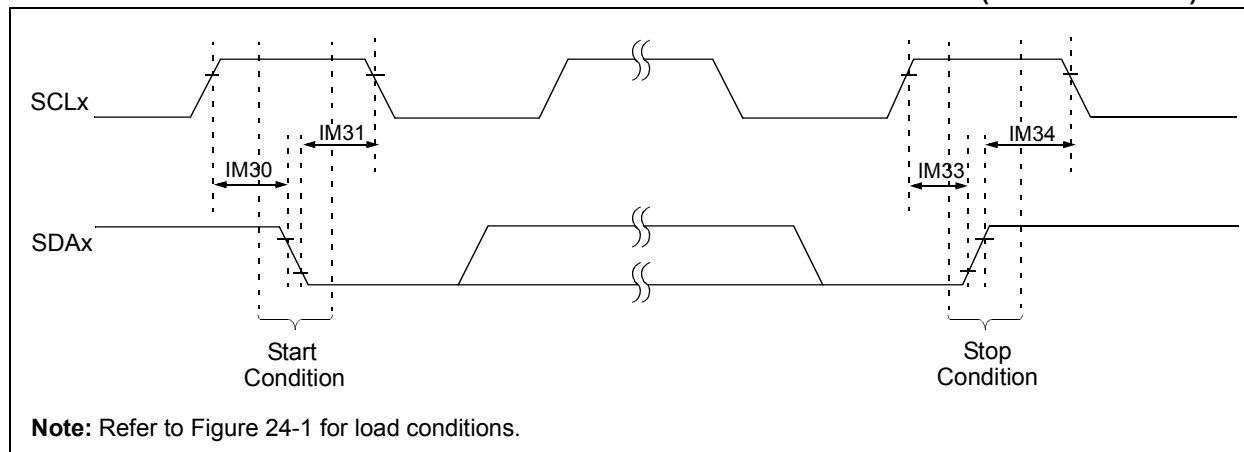 SCLx
IM31
IM34
IM30
IM33
SDAx
Start
Condition
Stop
Condition
Note: Refer to Figure 24-1 for load conditions.